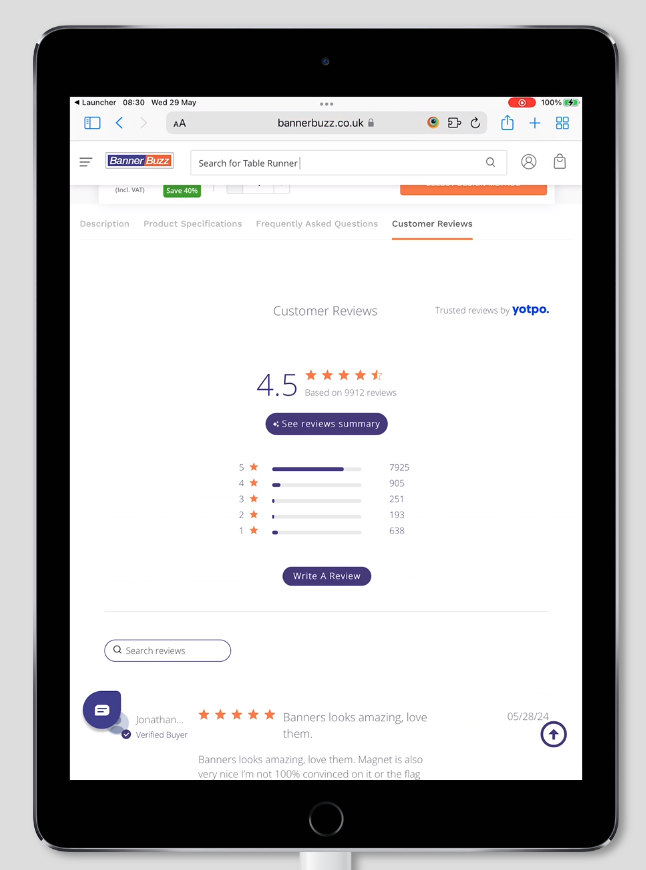 ◀ Launcher 08:30 Wed 29 May 100%
AA bannerbuzz.co.uk
Banner Buzz Search for Table Runner
(Incl. VAT) Save 40%
Description Product Specifications Frequently Asked Questions Customer Reviews
Customer Reviews Trusted reviews by yotpo.
4.5
Based on 9912 reviews
See reviews summary
5 7925
4 905
3 251
2 193
1 638
Write A Review
Search reviews
Jonathan... Banners looks amazing, love 05/28/24
them.
Verified Buyer
Banners looks amazing, love them. Magnet is also
very nice I'm not 100% convinced on it or the flag